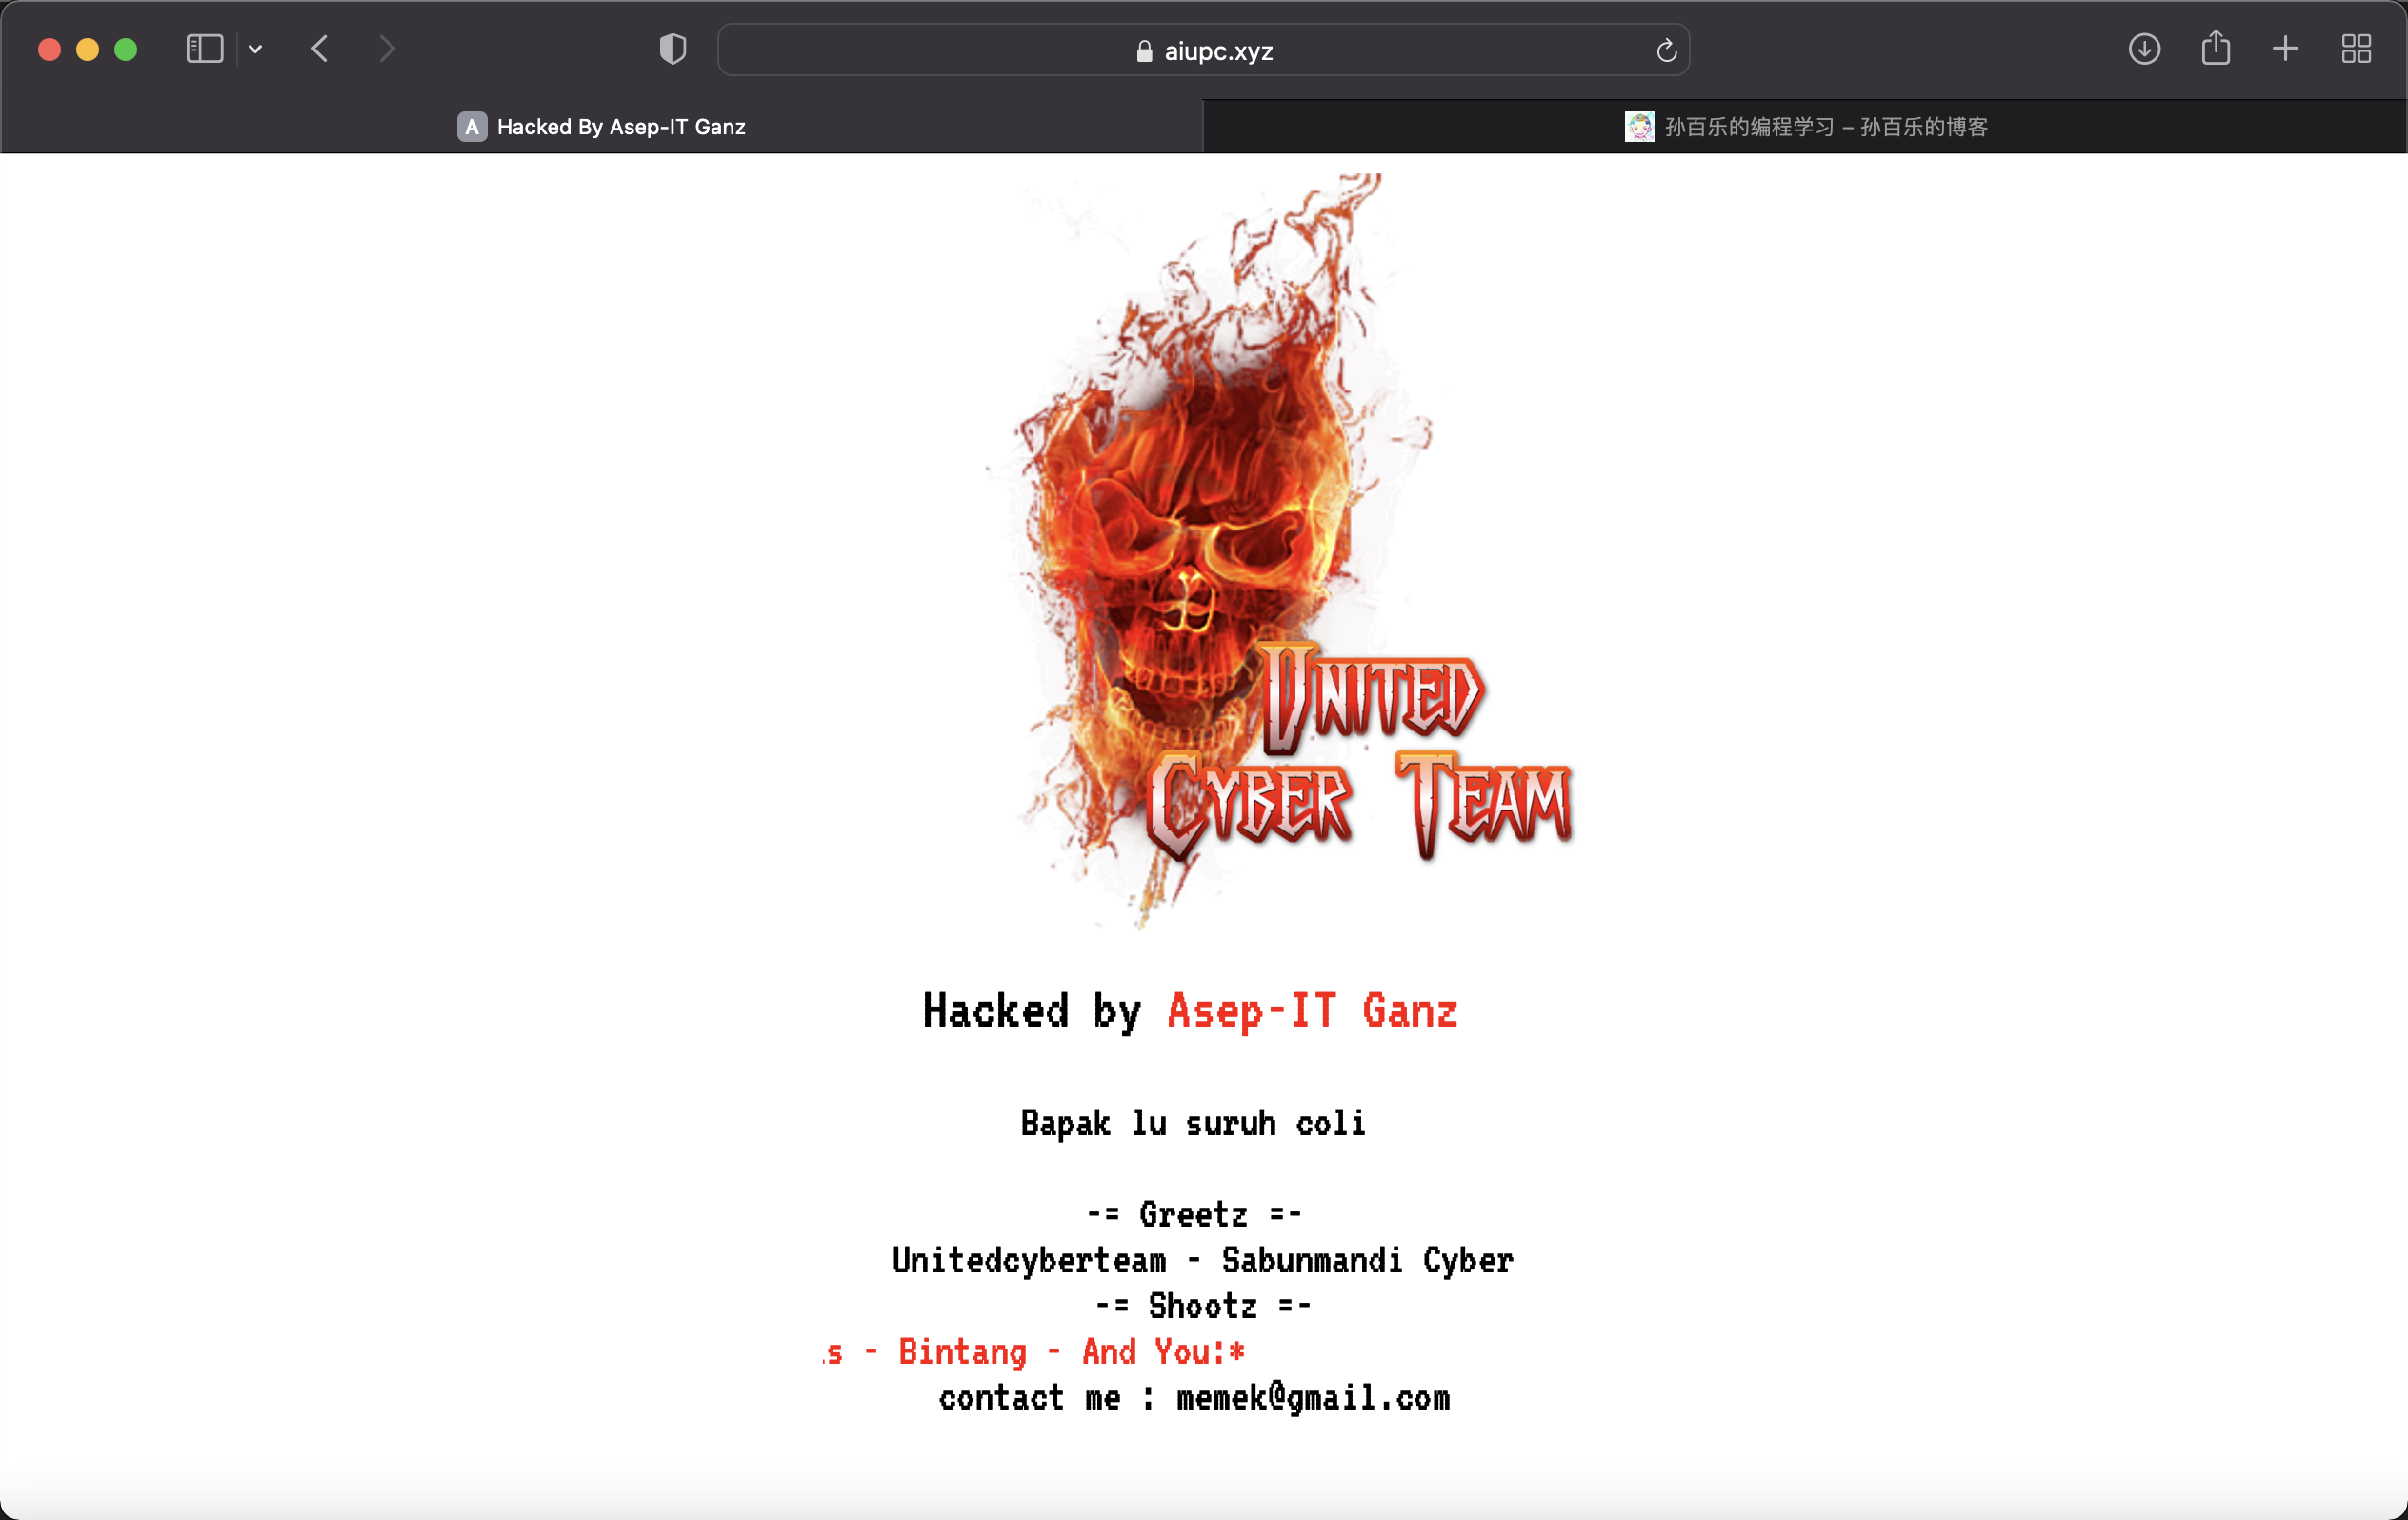 aiupc.xyz
A Hacked By Asep-IT Ganz
孙百乐的编程学习 – 孙百乐的博客
United
Cyber Team
Hacked by Asep-IT Ganz
Bapak lu suruh coli
-= Greetz =-
Unitedcyberteam - Sabunmandi Cyber
-= Shootz =-
s - Bintang - And You:*
contact me : memek@gmail.com